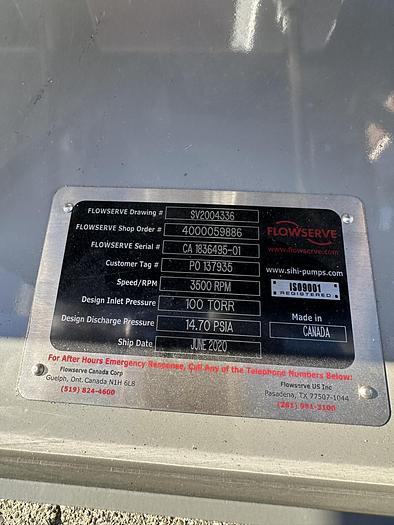 FLOWSERVE Drawing # SV2004336
FLOWSERVE Shop Order # 4000059886
FLOWSERVE Serial # CA 1836495-01
Customer Tag # PO 137935
Speed/RPM 3500 RPM
Design Inlet Pressure 100 TORR
Design Discharge Pressure 14.70 PSIA
Ship Date JUNE 2020
FLOWSERVE
www.flowserve.com
www.sihi-pumps.com
ISO9001
REGISTERED
Made in
CANADA
For After Hours Emergency Response, Call Any of the Telephone Numbers Below:
Flowserve Canada Corp
Guelph, Ont. Canada N1H 6L8
(519) 824-4600
Flowserve US Inc
Pasadena, TX 77507-1044
(281) 991-3100